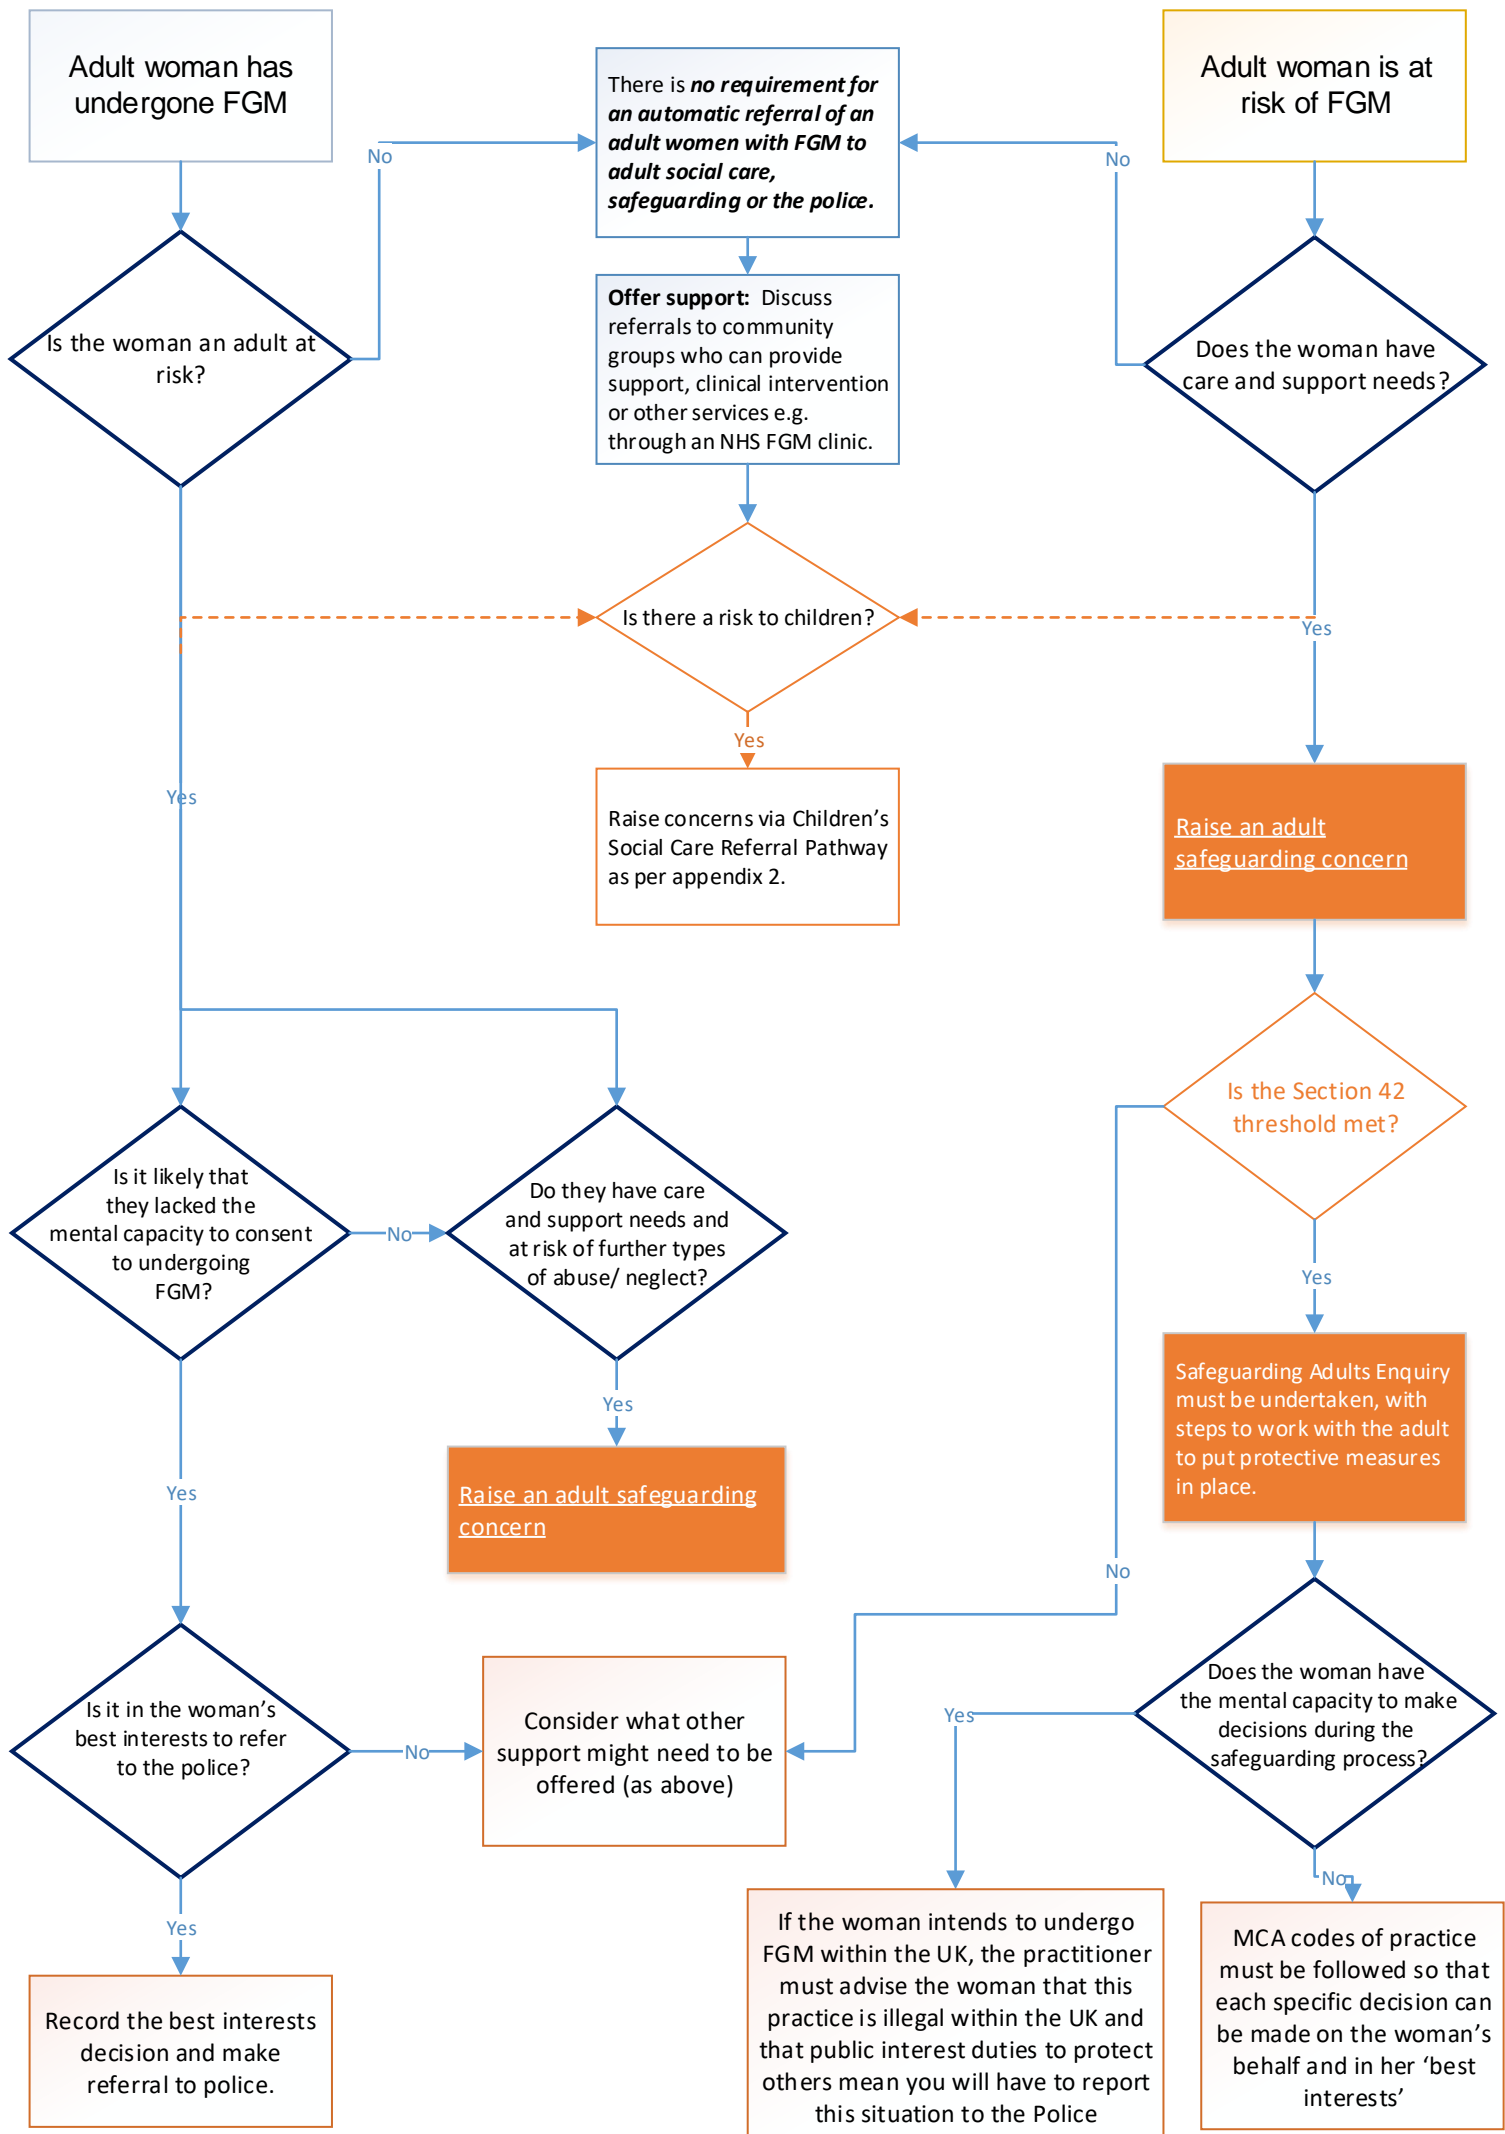 Adult woman has
undergone FGM
There is no requirement for
an automatic referral of an
adult women with FGM to
adult social care,
safeguarding or the police.
Adult woman is at
risk of FGM
No
No
Offer support: Discuss
referrals to community
groups who can provide
support, clinical intervention
or other services e.g.
through an NHS FGM clinic.
Is the woman an adult at
risk?
Does the woman have
care and support needs?
Is there a risk to children?
Yes
Yes
Yes
Raise concerns via Children’s
Social Care Referral Pathway
as per appendix 2.
Raise an adult
safeguarding concern
Is the Section 42
threshold met?
Is it likely that
they lacked the
mental capacity to consent
to undergoing
FGM?
No
Do they have care
and support needs and
at risk of further types
of abuse/ neglect?
Yes
Safeguarding Adults Enquiry
must be undertaken, with
steps to work with the adult
to put protective measures
in place.
Yes
Raise an adult safeguarding
concern
Yes
No
Is it in the woman’s
best interests to refer
to the police?
No
Consider what other
support might need to be
offered (as above)
Does the woman have
the mental capacity to make
decisions during the
safeguarding process?
Yes
No
Yes
Record the best interests
decision and make
referral to police.
If the woman intends to undergo
FGM within the UK, the practitioner
must advise the woman that this
practice is illegal within the UK and
that public interest duties to protect
others mean you will have to report
this situation to the Police
MCA codes of practice
must be followed so that
each specific decision can
be made on the woman’s
behalf and in her ‘best
interests’